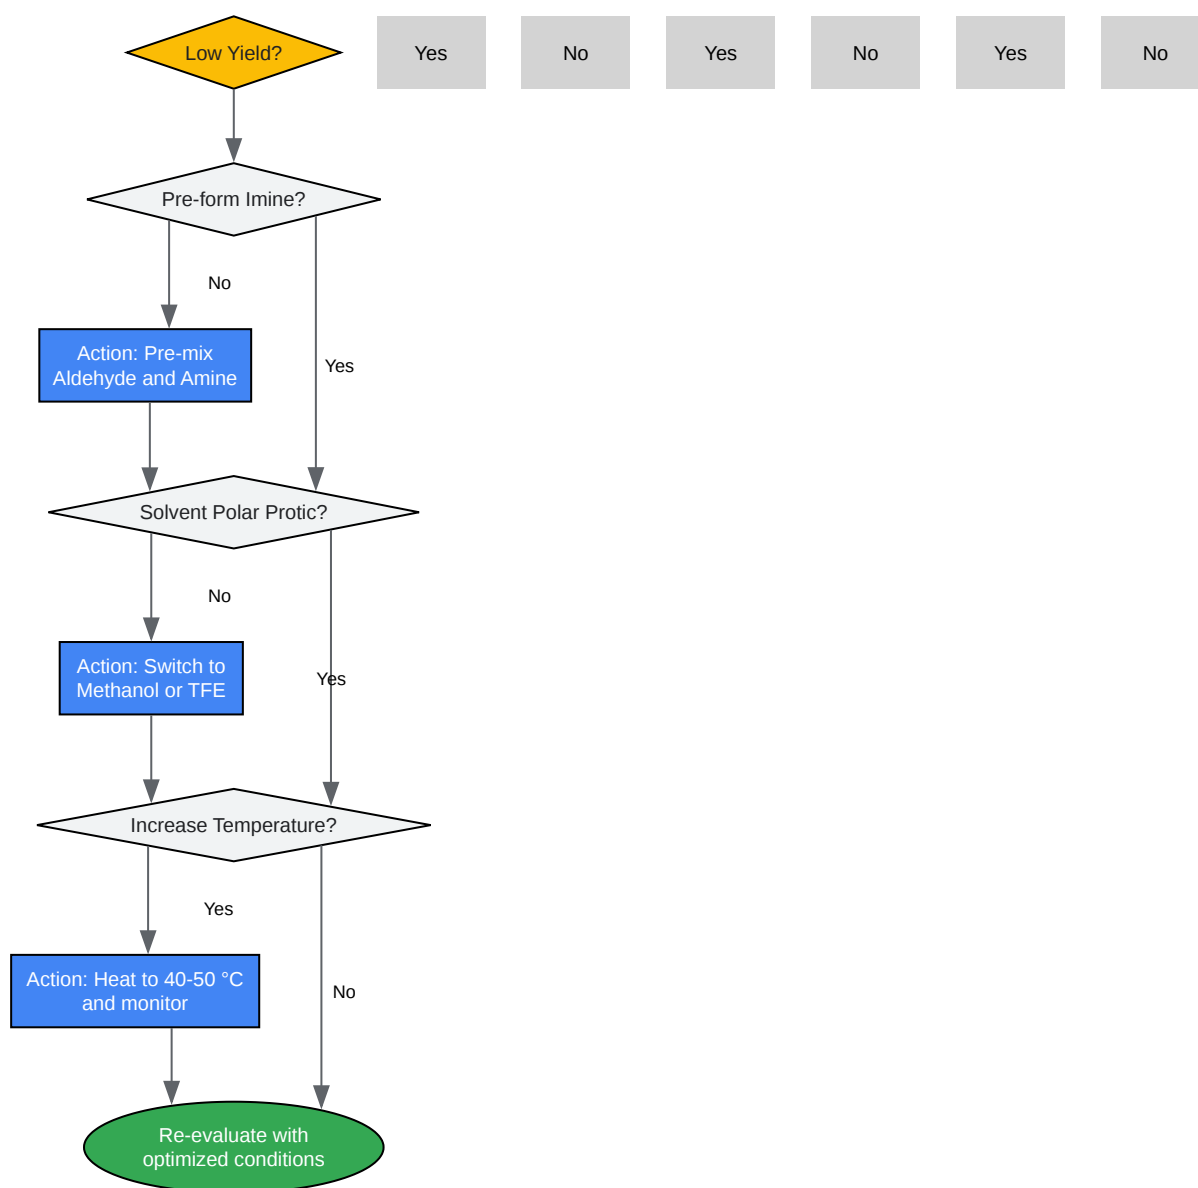 Low Yield?
Yes
No
Yes
No
Yes
No
Pre-form Imine?
No
Action: Pre-mix
Aldehyde and Amine
Yes
Solvent Polar Protic?
No
Action: Switch to
Methanol or TFE
Yes
Increase Temperature?
Yes
Action: Heat to 40-50 °C
and monitor
No
Re-evaluate with
optimized conditions